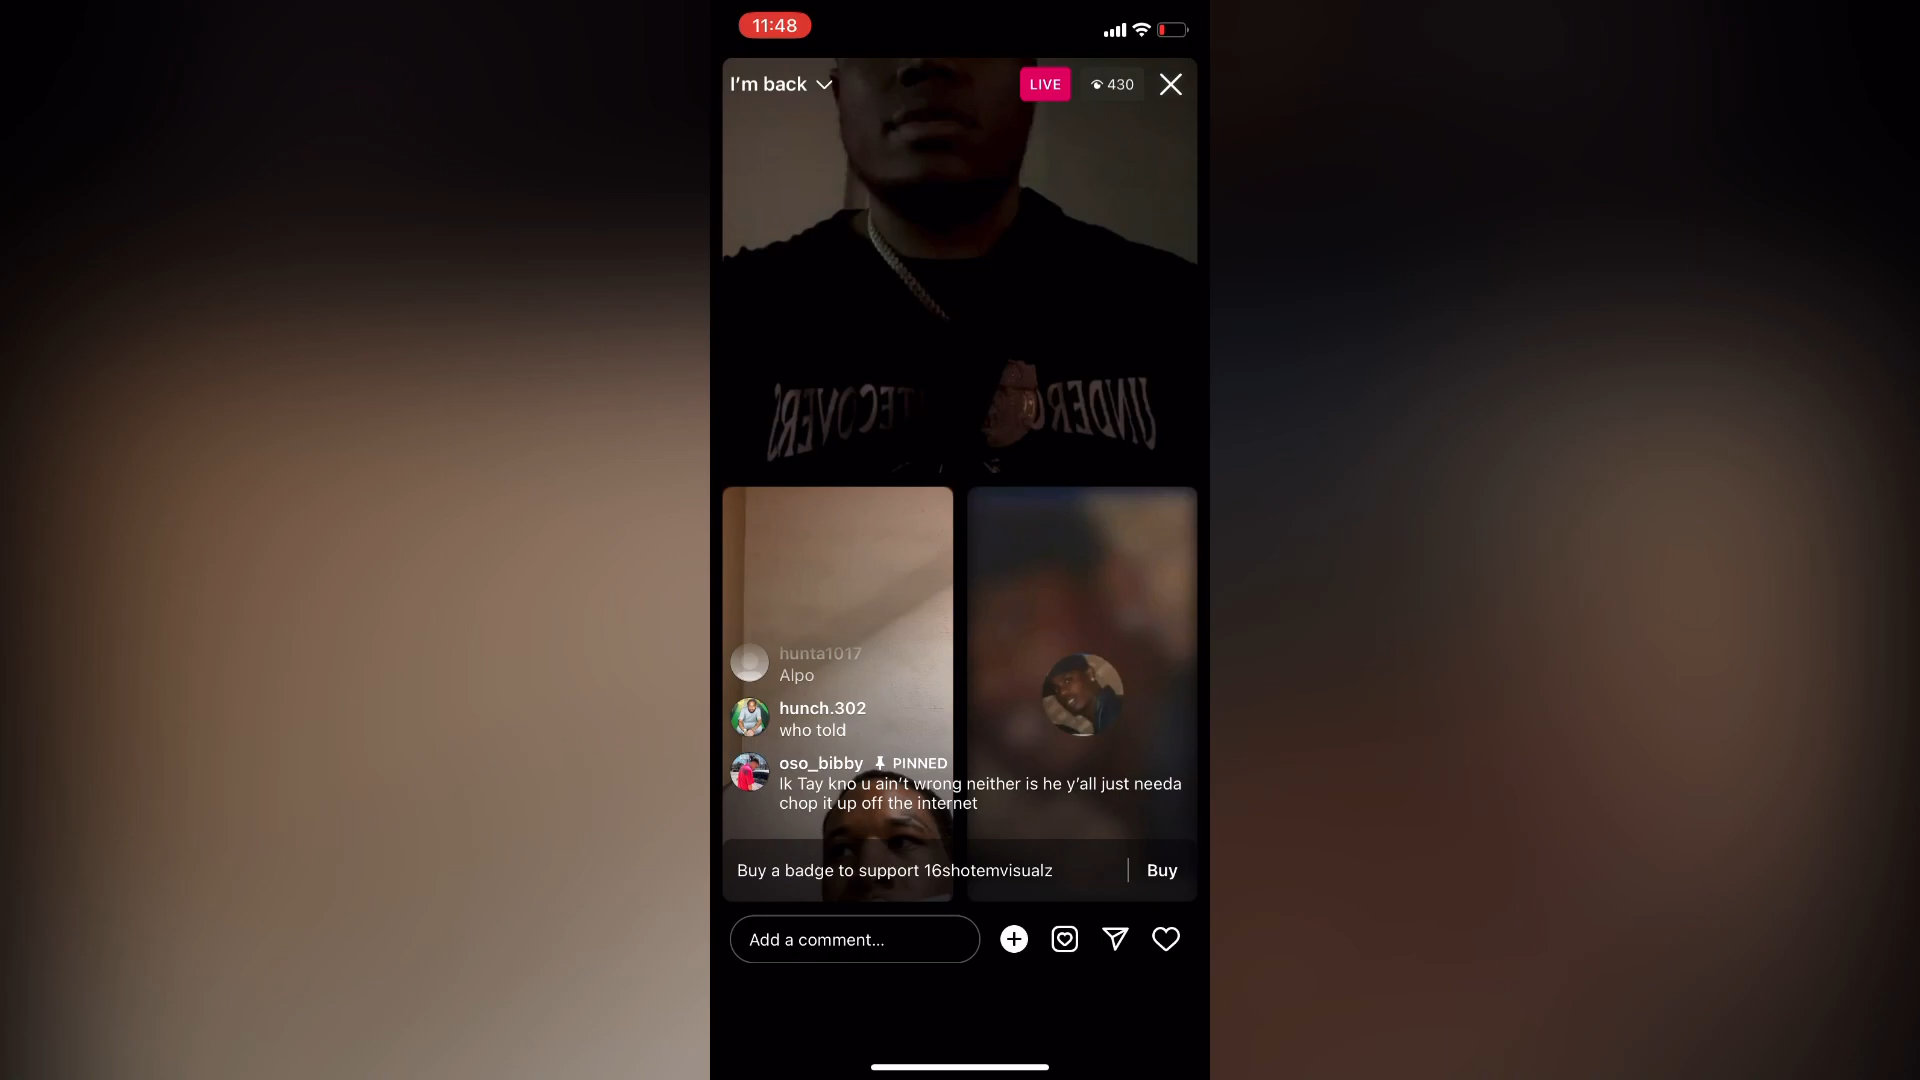 11:48
I'm back
LIVE
430
UNDER
TECOVERS
hunta1017
Alpo
hunch.302
who told
oso_bibby PINNED
Ik Tay kno u ain't wrong neither is he y'all just needa
chop it up off the internet
Buy a badge to support 16shotemvisualz
Buy
Add a comment...